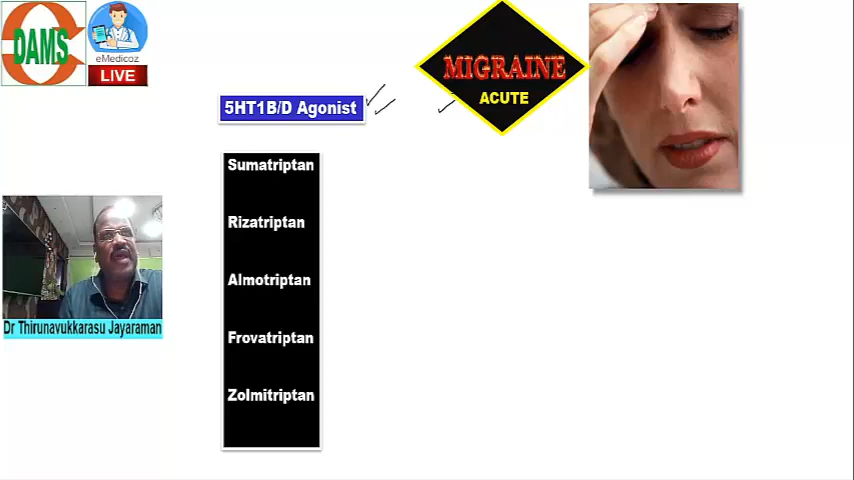 DAMS
eMedicoz
LIVE
MIGRAINE
ACUTE
5HT1B/D Agonist
Sumatriptan
Rizatriptan
Almotriptan
Frovatriptan
Zolmitriptan
Dr Thirunavukkarasu Jayaraman